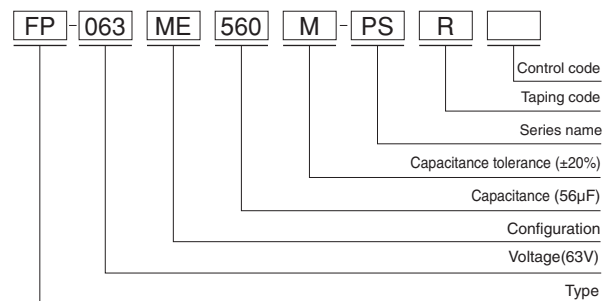 FP-063 ME 560 M-PS R
Control code
Taping code
Series name
Capacitance tolerance (±20%)
Capacitance (56µF)
Configuration
Voltage(63V)
Type